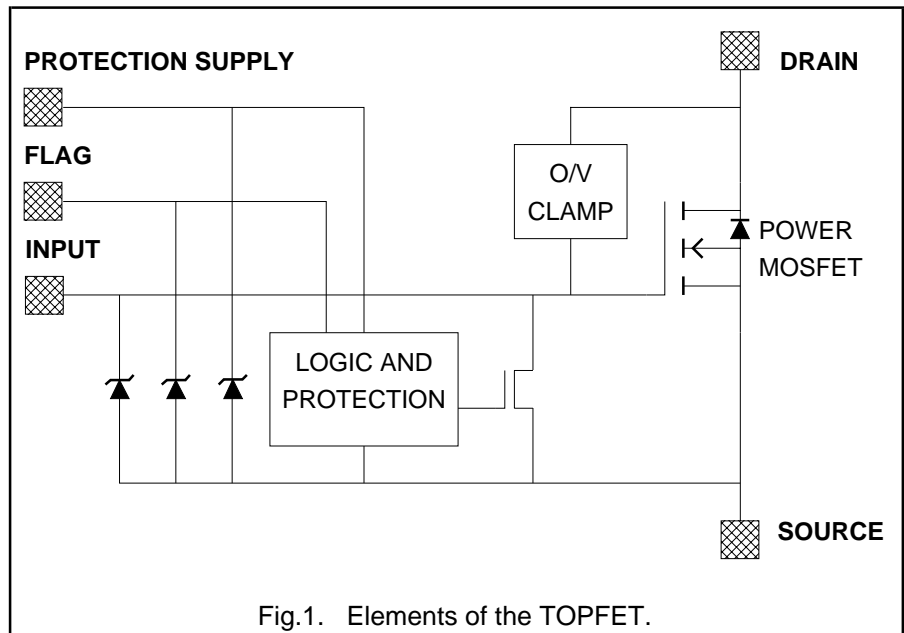 PROTECTION SUPPLY
DRAIN
FLAG
O/V
CLAMP
INPUT
POWER
MOSFET
LOGIC AND
PROTECTION
SOURCE
Fig.1. Elements of the TOPFET.